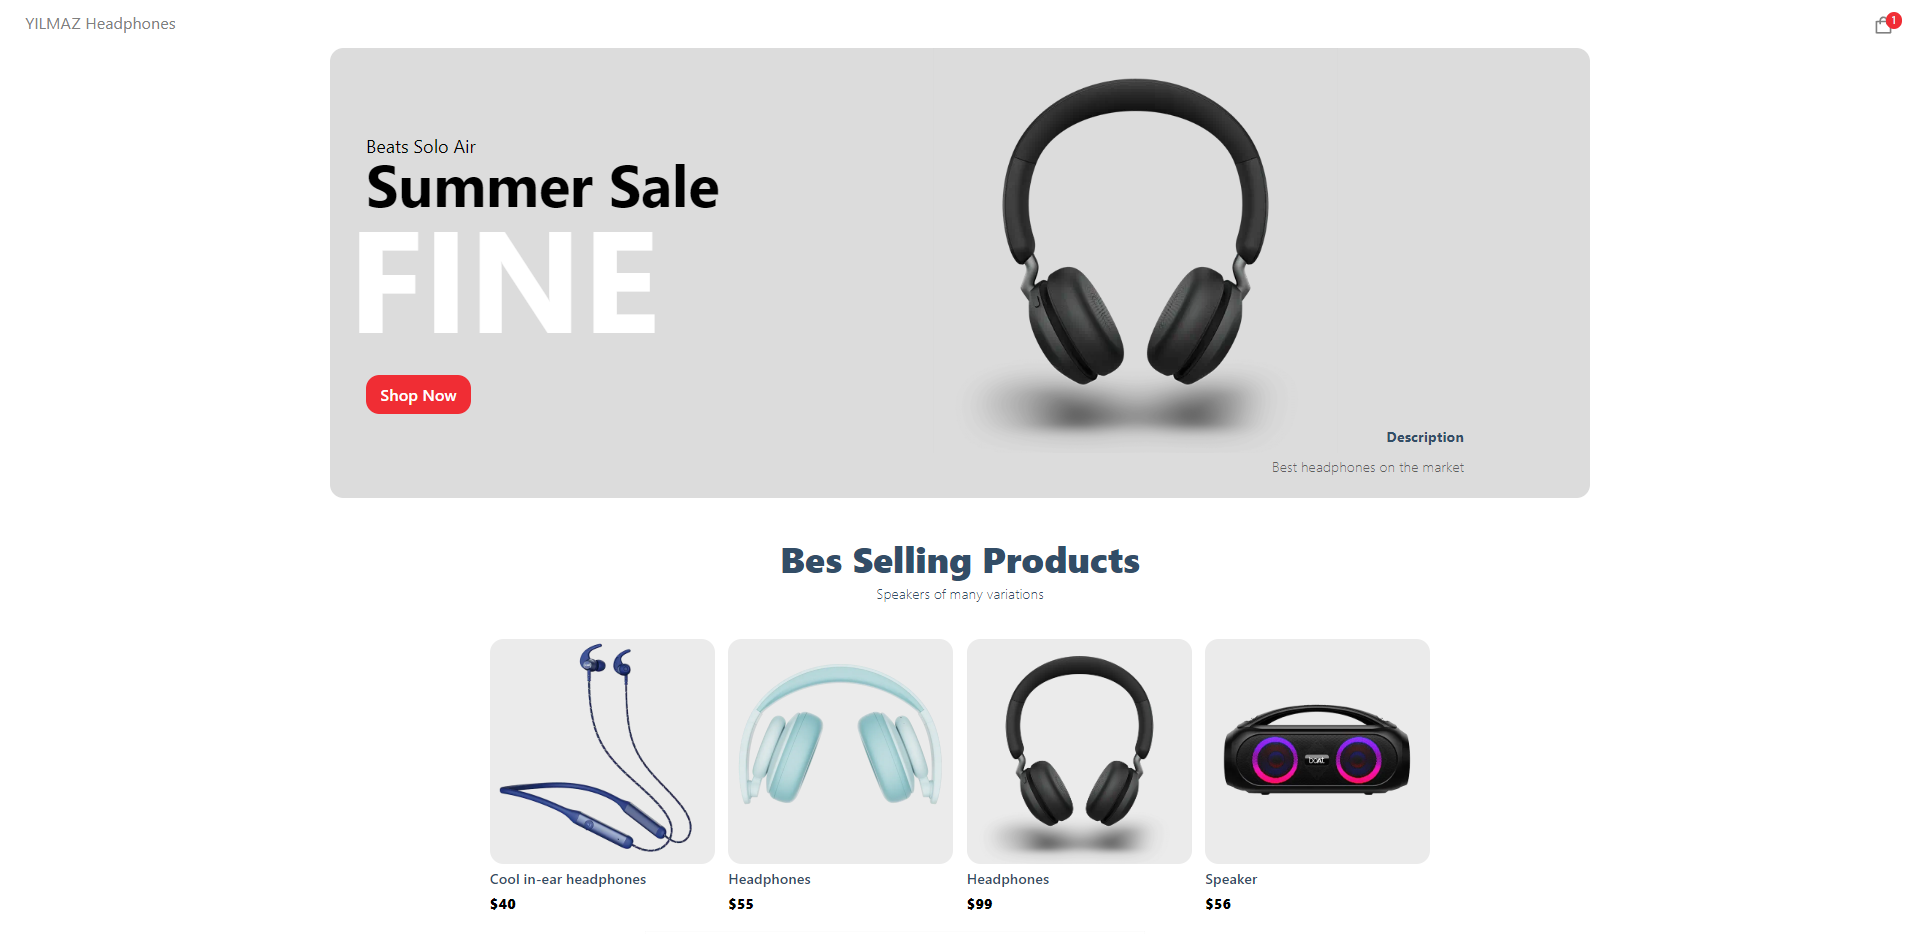 YILMAZ Headphones
1
Beats Solo Air
Summer Sale
FINE
Shop Now
Description
Best headphones on the market
Bes Selling Products
Speakers of many variations
Cool in-ear headphones
$40
Headphones
$55
Headphones
$99
Speaker
$56